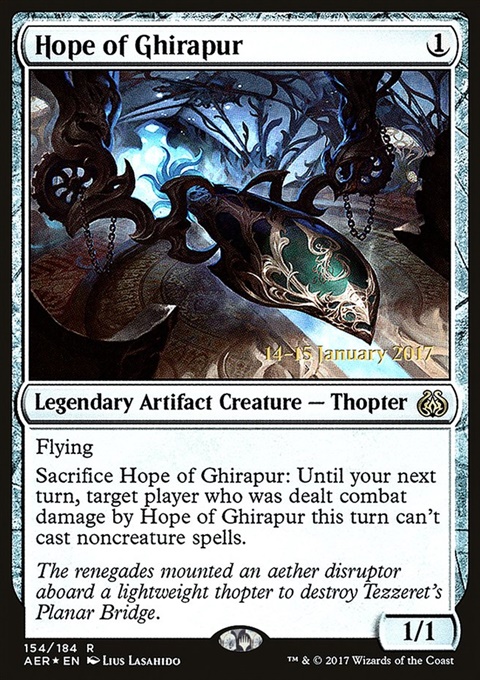 Hope of Ghirapur 1
14-15 January 2017
Legendary Artifact Creature — Thopter
Flying
Sacrifice Hope of Ghirapur: Until your next
turn, target player who was dealt combat
damage by Hope of Ghirapur this turn can't
cast noncreature spells.
The renegades mounted an aether disruptor
aboard a lightweight thopter to destroy Tezzeret's
Planar Bridge.
1/1
154/184 R
AER★EN Lius Lasahido
™ & © 2017 Wizards of the Coast